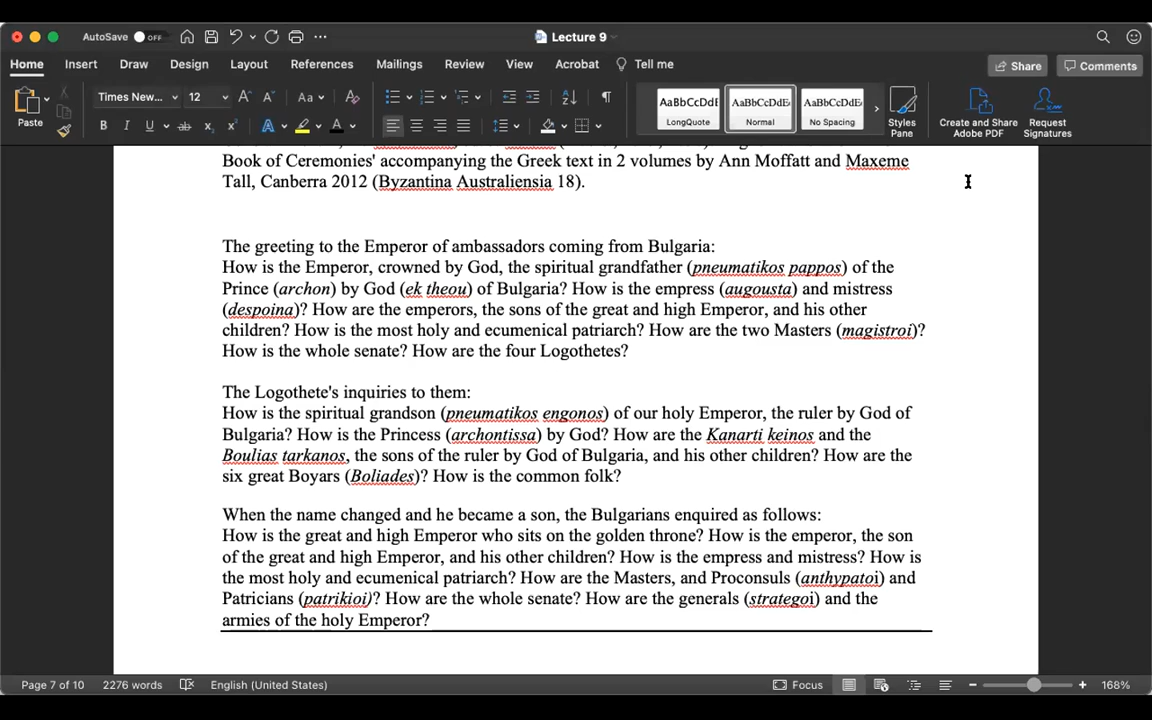 AutoSave OFF
Lecture 9
Home Insert Draw Design Layout References Mailings Review View Acrobat Tell me
Share Comments
Paste
Times New... 12
Aa
B I U ab x₂ x² A A
AaBbCcDdE AaBbCcDdE AaBbCcDdE
LongQuote Normal No Spacing
Styles Pane
Create and Share Adobe PDF
Request Signatures
Book of Ceremonies' accompanying the Greek text in 2 volumes by Ann Moffatt and Maxeme
Tall, Canberra 2012 (Byzantina Australiensia 18).
The greeting to the Emperor of ambassadors coming from Bulgaria:
How is the Emperor, crowned by God, the spiritual grandfather (pneumatikos pappos) of the
Prince (archon) by God (ek theou) of Bulgaria? How is the empress (augousta) and mistress
(despoina)? How are the emperors, the sons of the great and high Emperor, and his other
children? How is the most holy and ecumenical patriarch? How are the two Masters (magistroi)?
How is the whole senate? How are the four Logothetes?
The Logothete's inquiries to them:
How is the spiritual grandson (pneumatikos engonos) of our holy Emperor, the ruler by God of
Bulgaria? How is the Princess (archontissa) by God? How are the Kanarti keinos and the
Boulias tarkanos, the sons of the ruler by God of Bulgaria, and his other children? How are the
six great Boyars (Boliades)? How is the common folk?
When the name changed and he became a son, the Bulgarians enquired as follows:
How is the great and high Emperor who sits on the golden throne? How is the emperor, the son
of the great and high Emperor, and his other children? How is the empress and mistress? How is
the most holy and ecumenical patriarch? How are the Masters, and Proconsuls (anthypatoi) and
Patricians (patrikioi)? How are the whole senate? How are the generals (strategoi) and the
armies of the holy Emperor?
Page 7 of 10 2276 words English (United States) Focus 168%